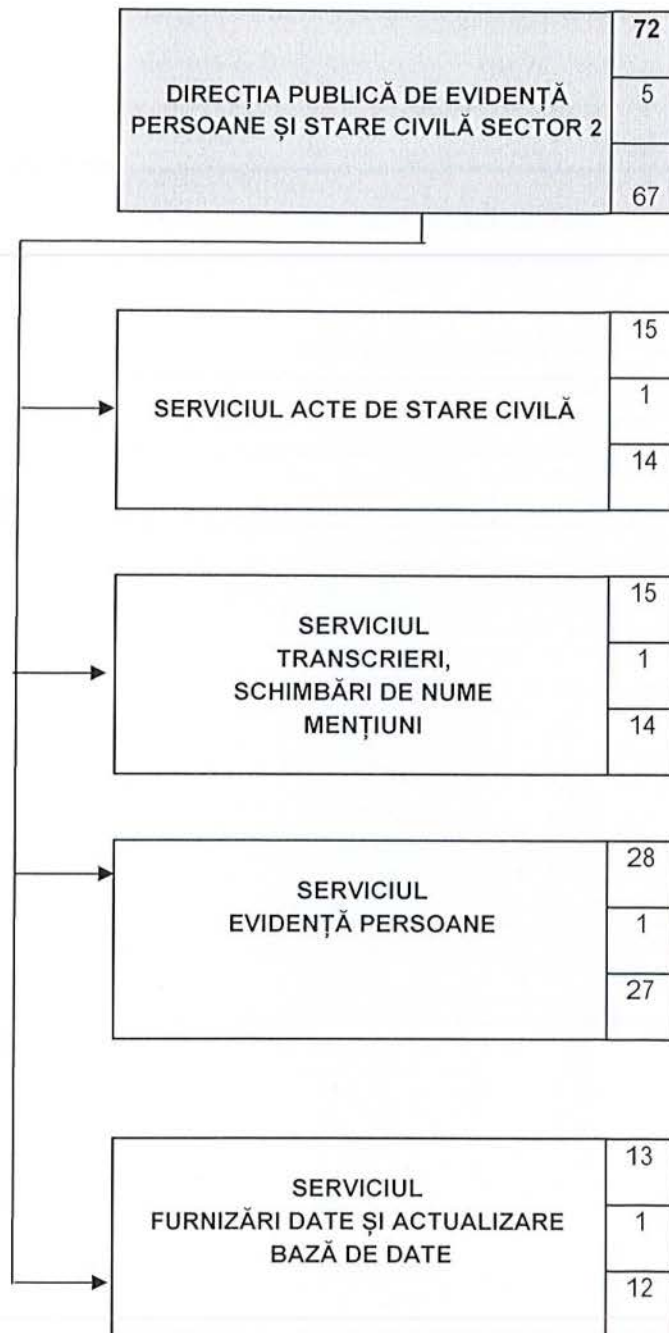 DIRECȚIA PUBLICĂ DE EVIDENȚĂ
PERSOANE ȘI STARE CIVILĂ SECTOR 2
72
5
67
SERVICIUL ACTE DE STARE CIVILĂ
15
1
14
SERVICIUL
TRANSCRIERI,
SCHIMBĂRI DE NUME
MENȚIUNI
15
1
14
SERVICIUL
EVIDENȚĂ PERSOANE
28
1
27
SERVICIUL
FURNIZĂRI DATE ȘI ACTUALIZARE
BAZĂ DE DATE
13
1
12